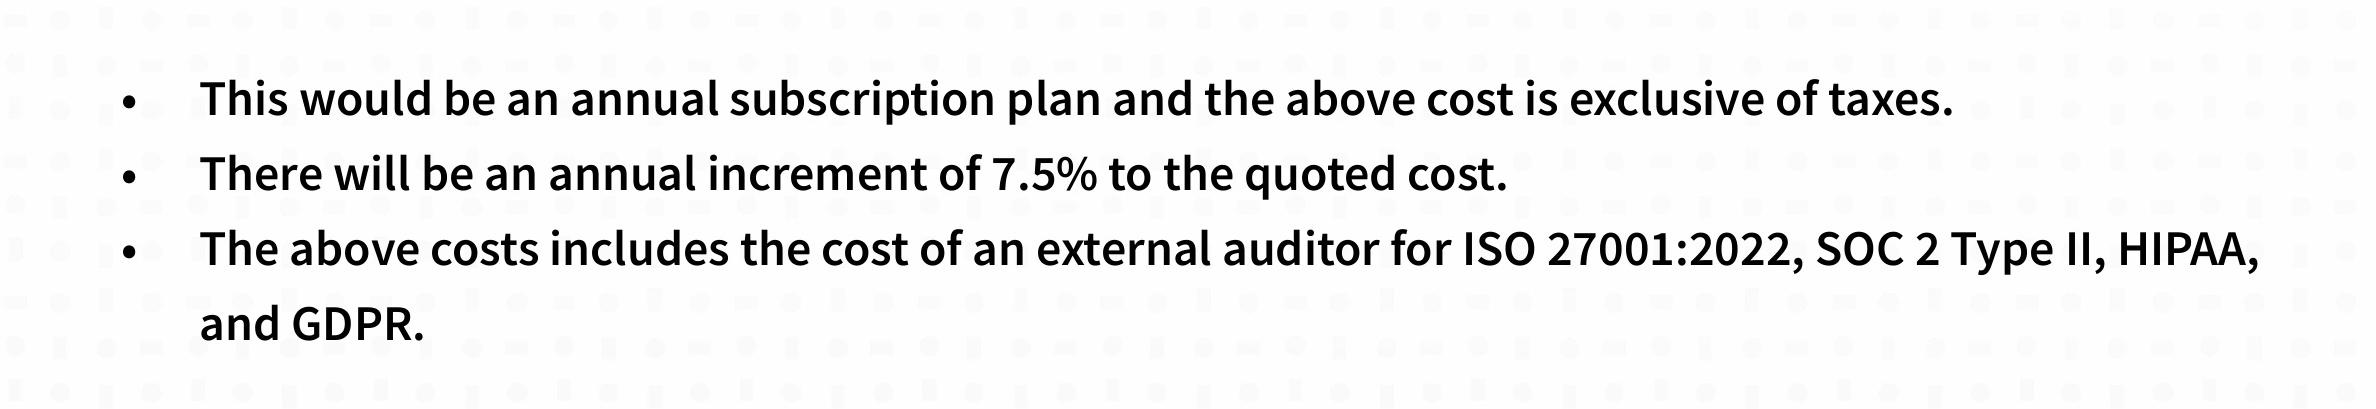 • This would be an annual subscription plan and the above cost is exclusive of taxes.
• There will be an annual increment of 7.5% to the quoted cost.
• The above costs includes the cost of an external auditor for ISO 27001:2022, SOC 2 Type II, HIPAA,
and GDPR.